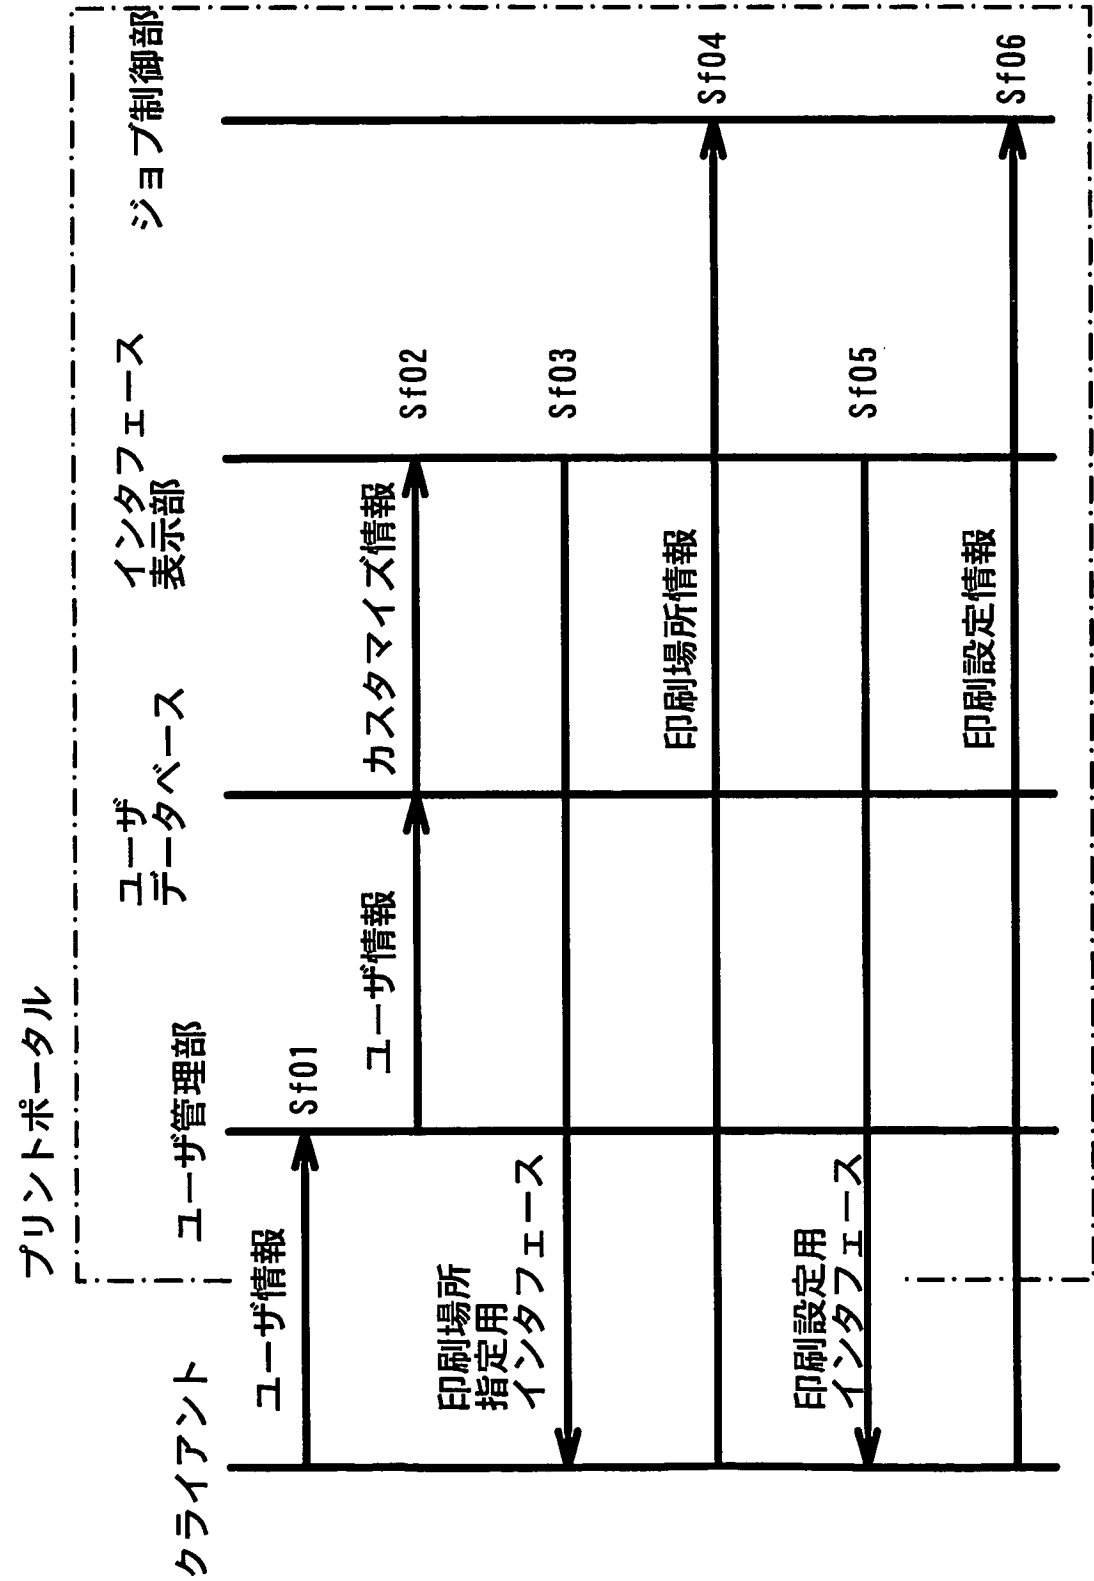 プリントポータル
クライアント
ユーザ管理部
ユーザ
データベース
インタフェース
表示部
ジョブ制御部
ユーザ情報
Sf01
ユーザ情報
カスタマイズ情報
Sf02
印刷場所
指定用
インタフェース
Sf03
印刷場所情報
Sf04
印刷設定用
インタフェース
Sf05
印刷設定情報
Sf06